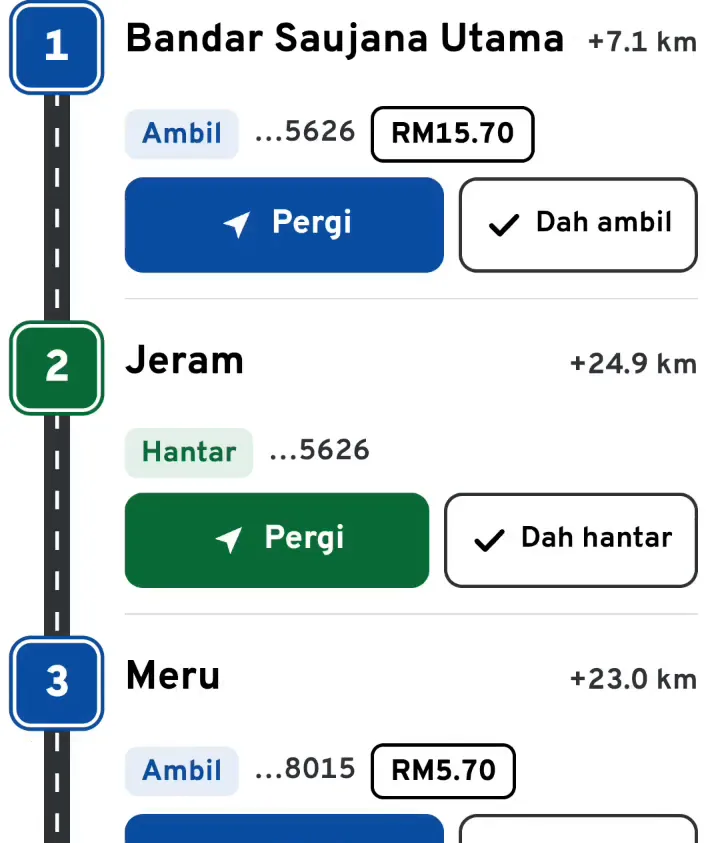 1
Bandar Saujana Utama +7.1 km
Ambil ...5626 RM15.70
Pergi Dah ambil
2
Jeram +24.9 km
Hantar ...5626
Pergi Dah hantar
3
Meru +23.0 km
Ambil ...8015 RM5.70